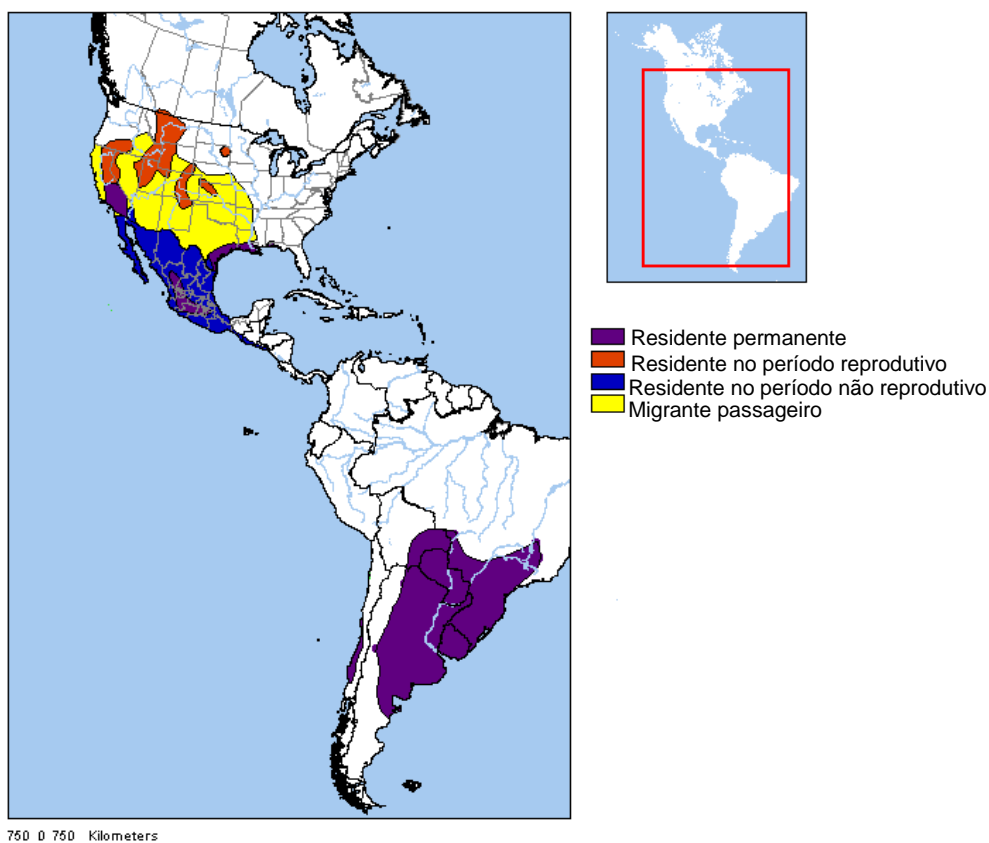 Residente permanente
Residente no período reprodutivo
Residente no período não reprodutivo
Migrante passageiro
750 0 750 Kilometers